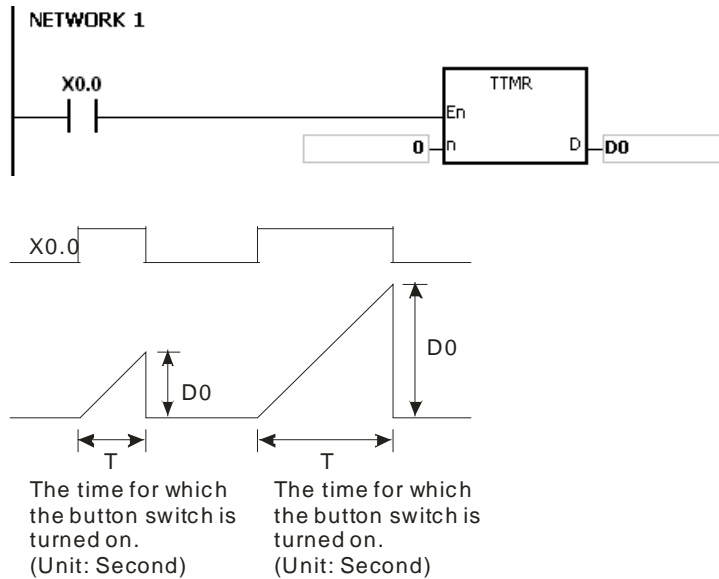 NETWORK 1
X0.0
TTMR
En
0 n D D0
X0.0
D0
D0
T
T
The time for which
the button switch is
turned on.
(Unit: Second)
The time for which
the button switch is
turned on.
(Unit: Second)